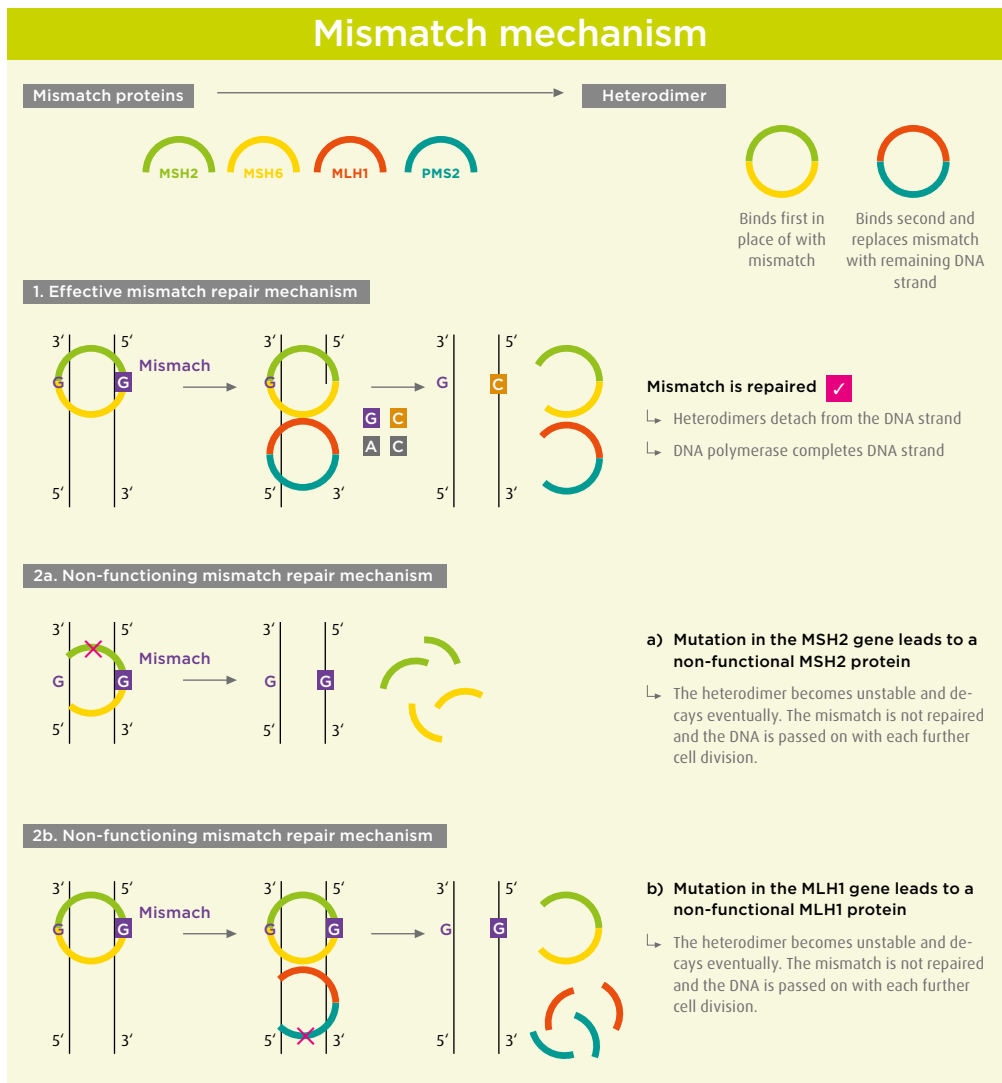 Mismatch mechanism
Mismatch proteins
Heterodimer
MSH2
MSH6
MLH1
PMS2
Binds first in
place of with
mismatch
Binds second and
replaces mismatch
with remaining DNA
strand
1. Effective mismatch repair mechanism
3‘ 5‘
Mismach
G G
5‘ 3‘
3‘ 5‘
G
G C
A C
5‘ 3‘
3‘ 5‘
G C
5‘ 3‘
Mismatch is repaired ✓
Heterodimers detach from the DNA strand
DNA polymerase completes DNA strand
2a. Non-functioning mismatch repair mechanism
3‘ 5‘
Mismach
G G
5‘ 3‘
3‘ 5‘
G G
5‘ 3‘
a) Mutation in the MSH2 gene leads to a
non-functional MSH2 protein
The heterodimer becomes unstable and de-
cays eventually. The mismatch is not repaired
and the DNA is passed on with each further
cell division.
2b. Non-functioning mismatch repair mechanism
3‘ 5‘
Mismach
G G
5‘ 3‘
3‘ 5‘
G G
5‘ 3‘
3‘ 5‘
G G
5‘ 3‘
b) Mutation in the MLH1 gene leads to a
non-functional MLH1 protein
The heterodimer becomes unstable and de-
cays eventually. The mismatch is not repaired
and the DNA is passed on with each further
cell division.